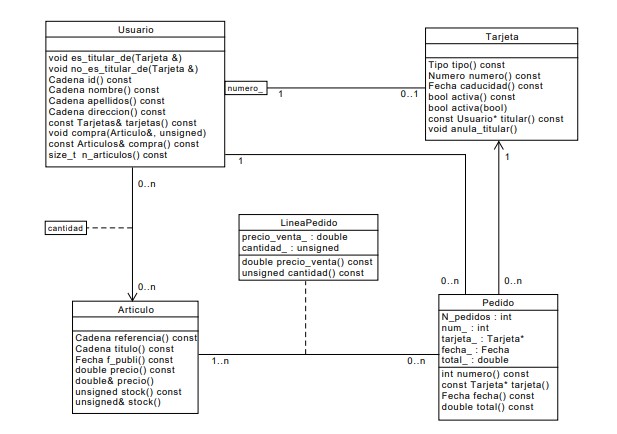 Usuario
void es_titular_de(Tarjeta &)
void no_es_titular_de(Tarjeta &)
Cadena id() const
Cadena nombre() const
Cadena apellidos() const
Cadena direccion() const
const Tarjetas& tarjetas() const
void compra(Articulo&, unsigned)
const Articulos& compra() const
size_t n_articulos() const
numero_
1
0..1
Tarjeta
Tipo tipo() const
Numero numero() const
Fecha caducidad() const
bool activa() const
bool activa(bool)
const Usuario* titular() const
void anula_titular()
1
1
0..n
cantidad
0..n
LineaPedido
precio_venta_ : double
cantidad_ : unsigned
double precio_venta() const
unsigned cantidad() const
0..n
0..n
Articulo
Cadena referencia() const
Cadena titulo() const
Fecha f_publi() const
double precio() const
double& precio()
unsigned stock() const
unsigned& stock()
1..n
0..n
Pedido
N_pedidos : int
num_ : int
tarjeta_ : Tarjeta*
fecha_ : Fecha
total_ : double
int numero() const
const Tarjeta* tarjeta()
Fecha fecha() const
double total() const